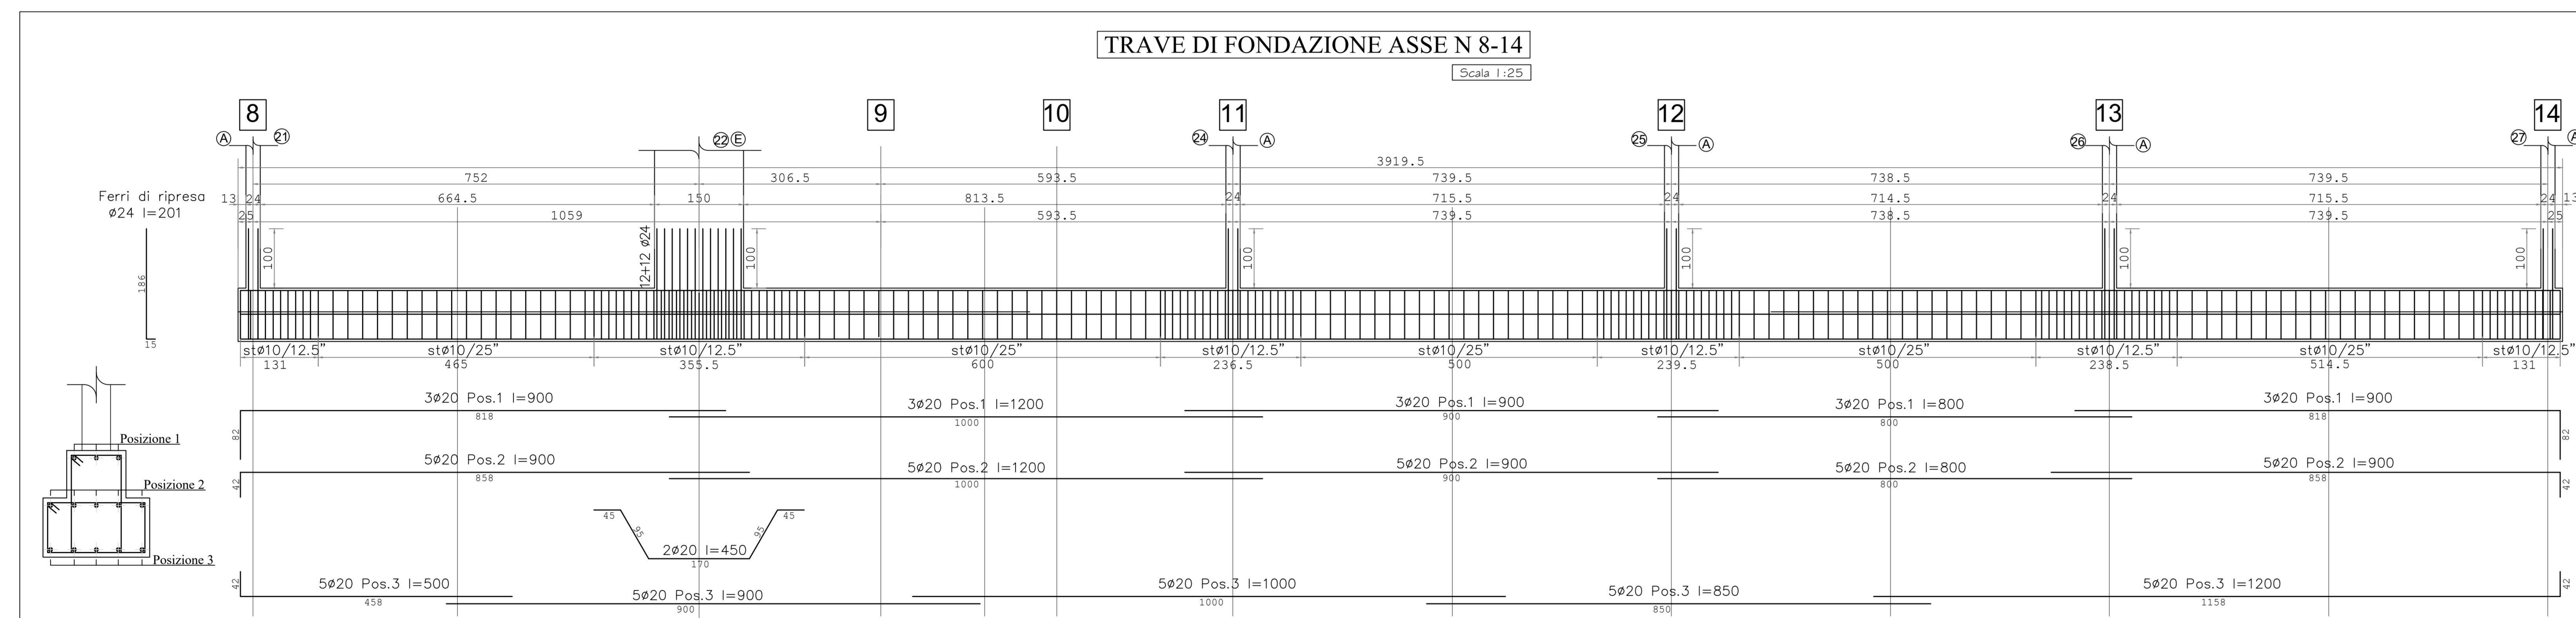 TRAVE DI FONDAZIONE ASSE N 8-14
Scala 1:25
8 9 10 11 12 13 14
A 21 22 E 24 A 25 A 26 A 27 A
3919.5
752 306.5 593.5 739.5 738.5 739.5
Ferri di ripresa
ø24 l=201
13 24 664.5 150 813.5 24 715.5 24 714.5 24 715.5 24 13
25 1059 593.5 739.5 738.5 739.5 25
100 12+12 ø24 100 100 100 100 100
186
15
stø10/12.5" stø10/25" stø10/12.5" stø10/25" stø10/12.5" stø10/25" stø10/12.5" stø10/25" stø10/12.5" stø10/25" stø10/12.5"
131 465 355.5 600 236.5 500 239.5 500 238.5 514.5 131
3ø20 Pos.1 l=900 3ø20 Pos.1 l=1200 3ø20 Pos.1 l=900 3ø20 Pos.1 l=800 3ø20 Pos.1 l=900
818 1000 900 800 818
82 82
Posizione 1
5ø20 Pos.2 l=900 5ø20 Pos.2 l=1200 5ø20 Pos.2 l=900 5ø20 Pos.2 l=800 5ø20 Pos.2 l=900
858 1000 900 800 858
42 42
Posizione 2
45 45
95 95
2ø20 l=450
170
Posizione 3
42 42
5ø20 Pos.3 l=500 5ø20 Pos.3 l=900 5ø20 Pos.3 l=1000 5ø20 Pos.3 l=850 5ø20 Pos.3 l=1200
458 900 1000 850 1158